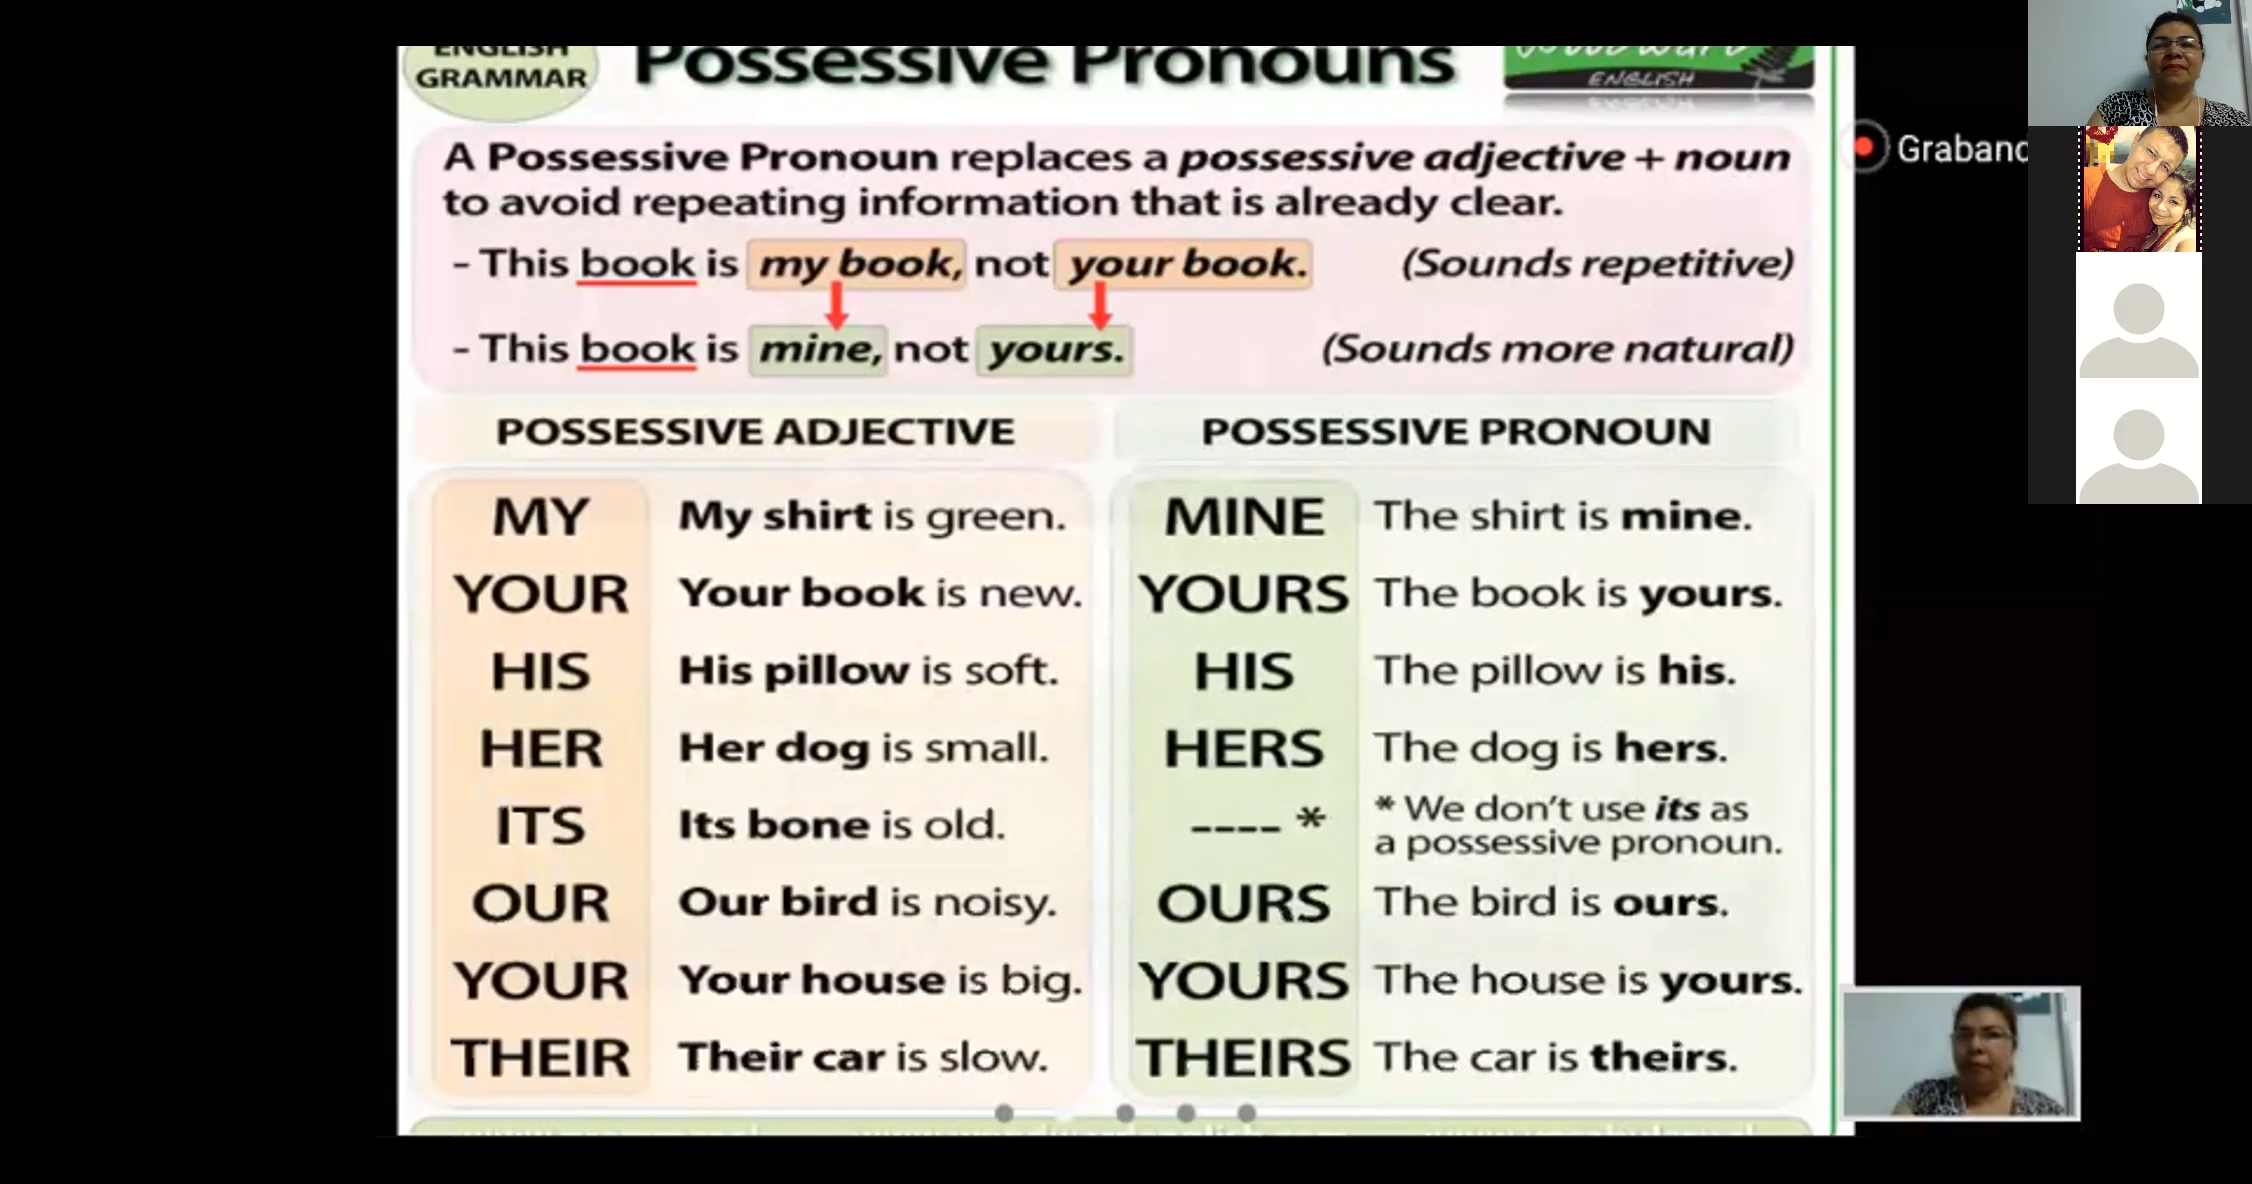 ENGLISH
GRAMMAR
Possessive Pronouns
ENGLISH
A Possessive Pronoun replaces a possessive adjective + noun
to avoid repeating information that is already clear.
- This book is my book, not your book. (Sounds repetitive)
- This book is mine, not yours. (Sounds more natural)
POSSESSIVE ADJECTIVE
POSSESSIVE PRONOUN
MY My shirt is green. MINE The shirt is mine.
YOUR Your book is new. YOURS The book is yours.
HIS His pillow is soft. HIS The pillow is his.
HER Her dog is small. HERS The dog is hers.
ITS Its bone is old. ---- * * We don't use its as
a possessive pronoun.
OUR Our bird is noisy. OURS The bird is ours.
YOUR Your house is big. YOURS The house is yours.
THEIR Their car is slow. THEIRS The car is theirs.
Graband